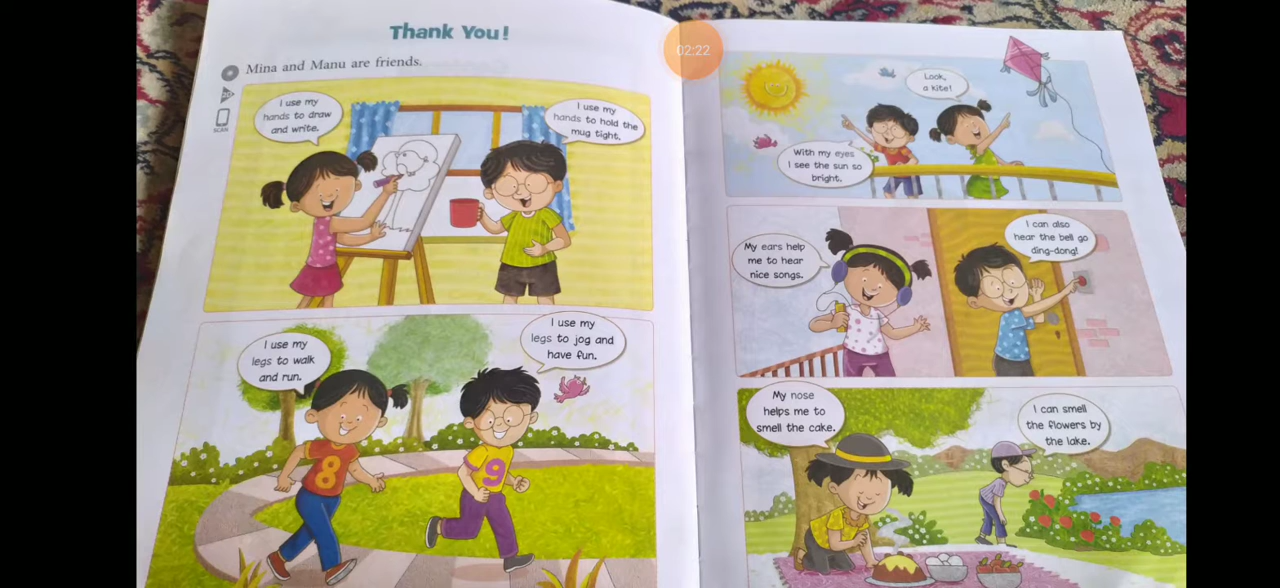 Thank You!
Mina and Manu are friends.
SCAN
I use my
hands to draw
and write.
I use my
hands to hold the
mug tight.
I use my
legs to walk
and run.
I use my
legs to jog and
have fun.
8
9
02:22
Look,
a kite!
With my eyes
I see the sun so
bright.
My ears help
me to hear
nice songs.
I can also
hear the bell go
ding-dong!
My nose
helps me to
smell the cake.
I can smell
the flowers by
the lake.